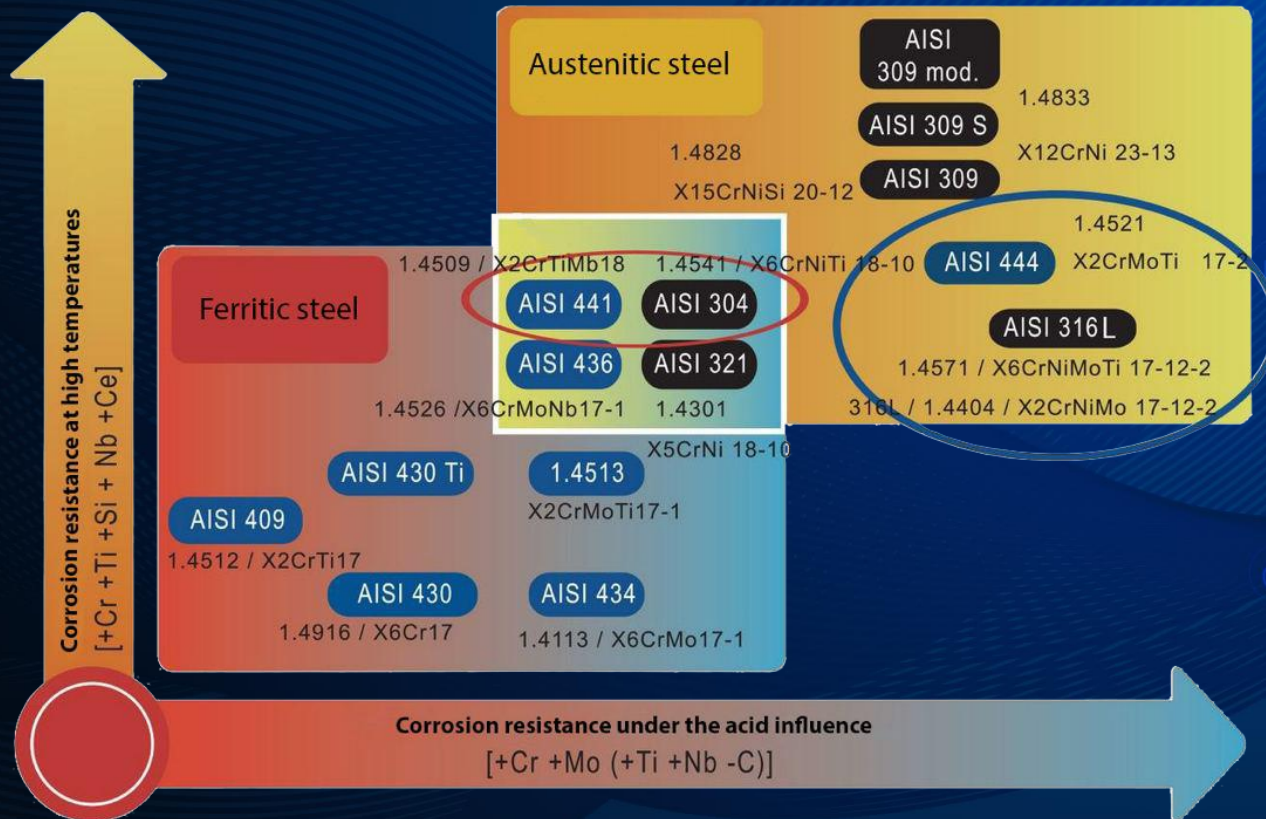 Austenitic steel
AISI
309 mod.
1.4833
AISI 309 S
X12CrNi 23-13
1.4828
AISI 309
X15CrNiSi 20-12
1.4521
1.4509 / X2CrTiMb18
1.4541 / X6CrNiTi 18-10
AISI 444
X2CrMoTi 17-2
Ferritic steel
AISI 441
AISI 304
AISI 316L
AISI 436
AISI 321
1.4571 / X6CrNiMoTi 17-12-2
1.4526 /X6CrMoNb17-1
1.4301
316L / 1.4404 / X2CrNiMo 17-12-2
X5CrNi 18-10
AISI 430 Ti
1.4513
X2CrMoTi17-1
AISI 409
1.4512 / X2CrTi17
AISI 430
AISI 434
1.4916 / X6Cr17
1.4113 / X6CrMo17-1
Corrosion resistance at high temperatures
[+Cr +Ti +Si + Nb +Ce]
Corrosion resistance under the acid influence
[+Cr +Mo (+Ti +Nb -C)]